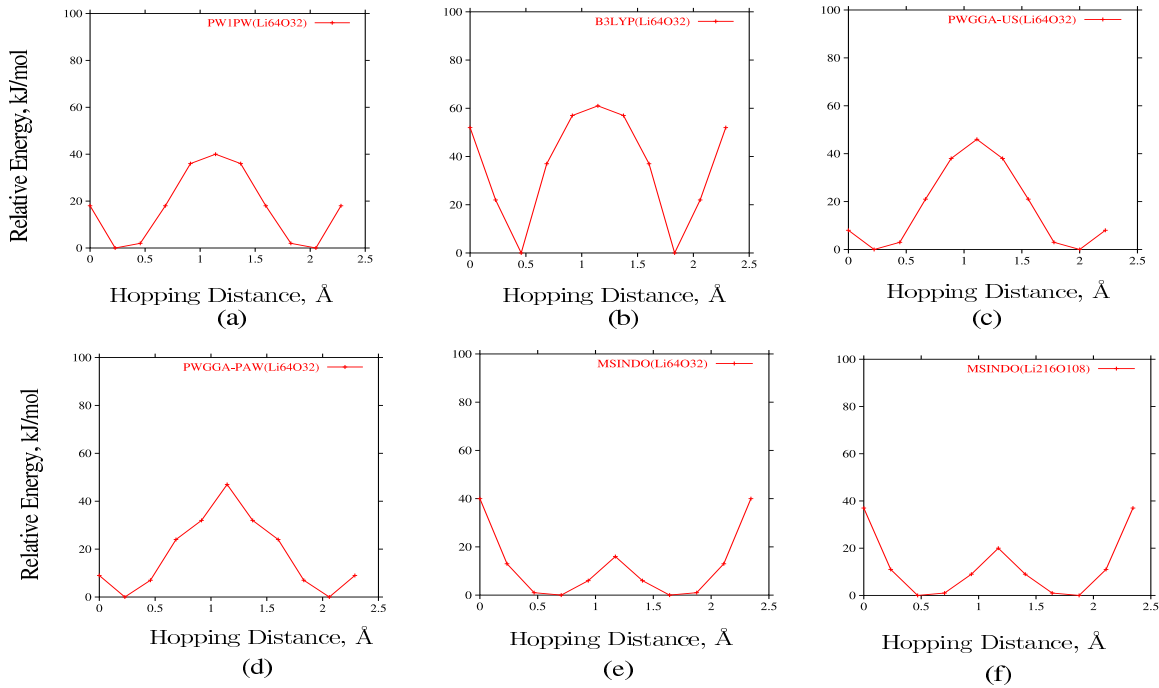 PW1PW(Li64O32)
100
80
60
40
20
0
0 0.5 1 1.5 2 2.5
Relative Energy, kJ/mol
Hopping Distance, Å
(a)
B3LYP(Li64O32)
100
80
60
40
20
0
0 0.5 1 1.5 2 2.5
Hopping Distance, Å
(b)
PWGGA-US(Li64O32)
100
80
60
40
20
0
0 0.5 1 1.5 2 2.5
Hopping Distance, Å
(c)
PWGGA-PAW(Li64O32)
100
80
60
40
20
0
0 0.5 1 1.5 2 2.5
Relative Energy, kJ/mol
Hopping Distance, Å
(d)
MSINDO(Li64O32)
100
80
60
40
20
0
0 0.5 1 1.5 2 2.5
Hopping Distance, Å
(e)
MSINDO(Li216O108)
100
80
60
40
20
0
0 0.5 1 1.5 2 2.5
Hopping Distance, Å
(f)